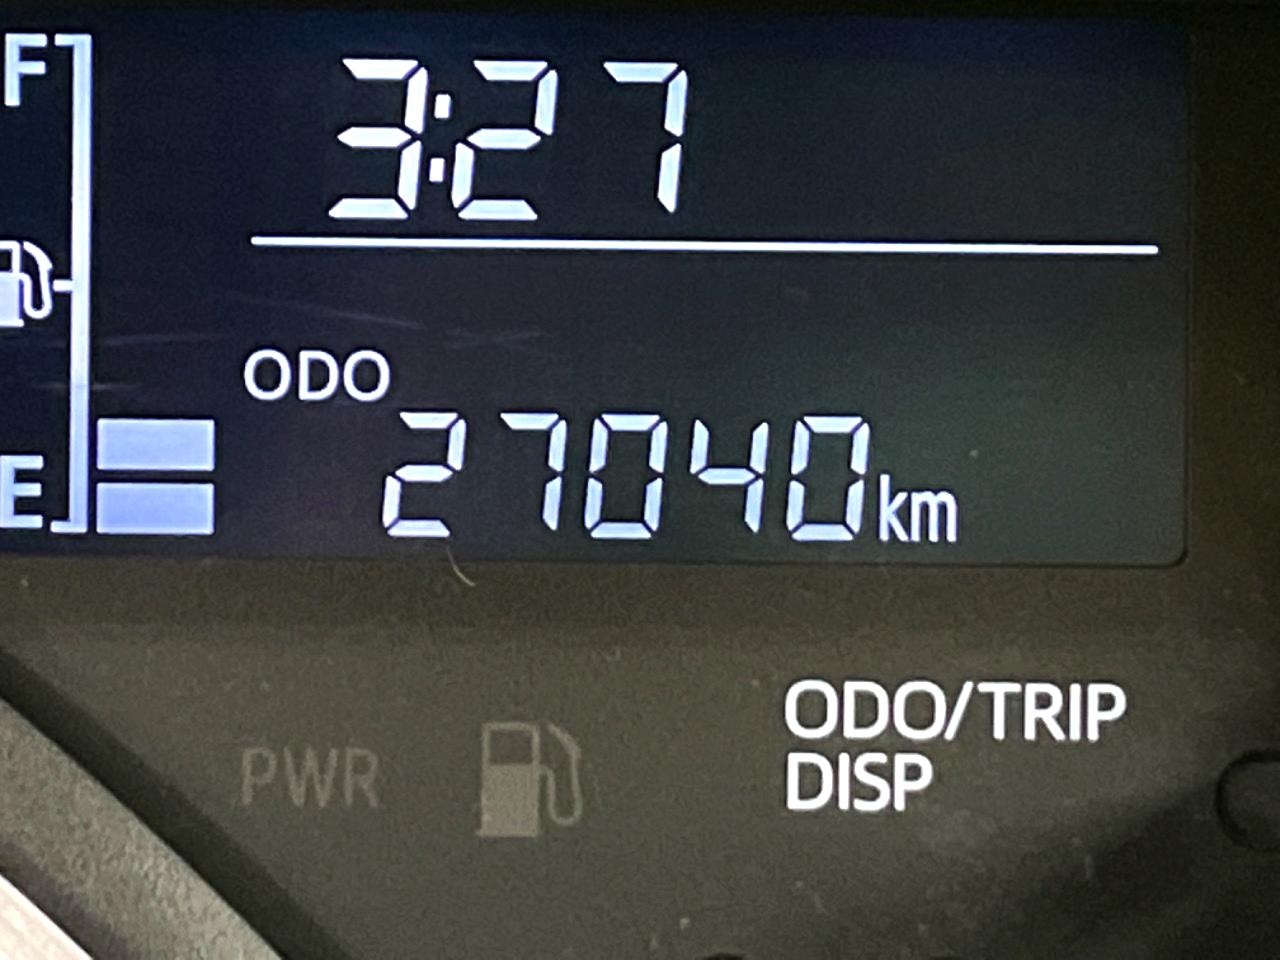 F
3:27
ODO
27040km
E
ODO/TRIP
DISP
PWR